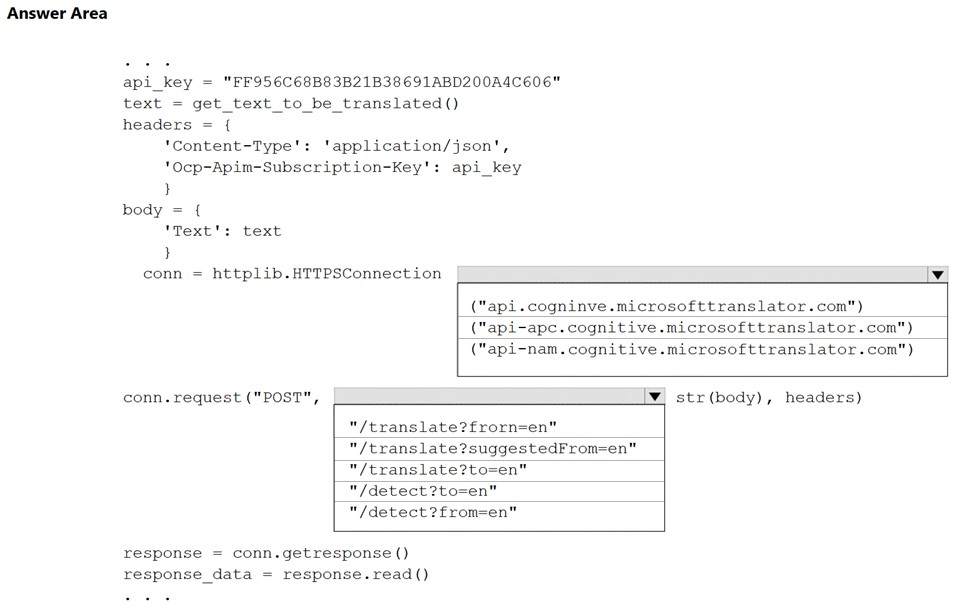 Answer Area
. . .
api_key = "FF956C68B83B21B38691ABD200A4C606"
text = get_text_to_be_translated()
headers = {
'Content-Type': 'application/json',
'Ocp-Apim-Subscription-Key': api_key
}
body = {
'Text': text
}
conn = httplib.HTTPSConnection
("api.cogninve.microsofttranslator.com")
("api-apc.cognitive.microsofttranslator.com")
("api-nam.cognitive.microsofttranslator.com")
conn.request("POST", str(body), headers)
"/translate?frorn=en"
"/translate?suggestedFrom=en"
"/translate?to=en"
"/detect?to=en"
"/detect?from=en"
response = conn.getresponse()
response_data = response.read()
. . .